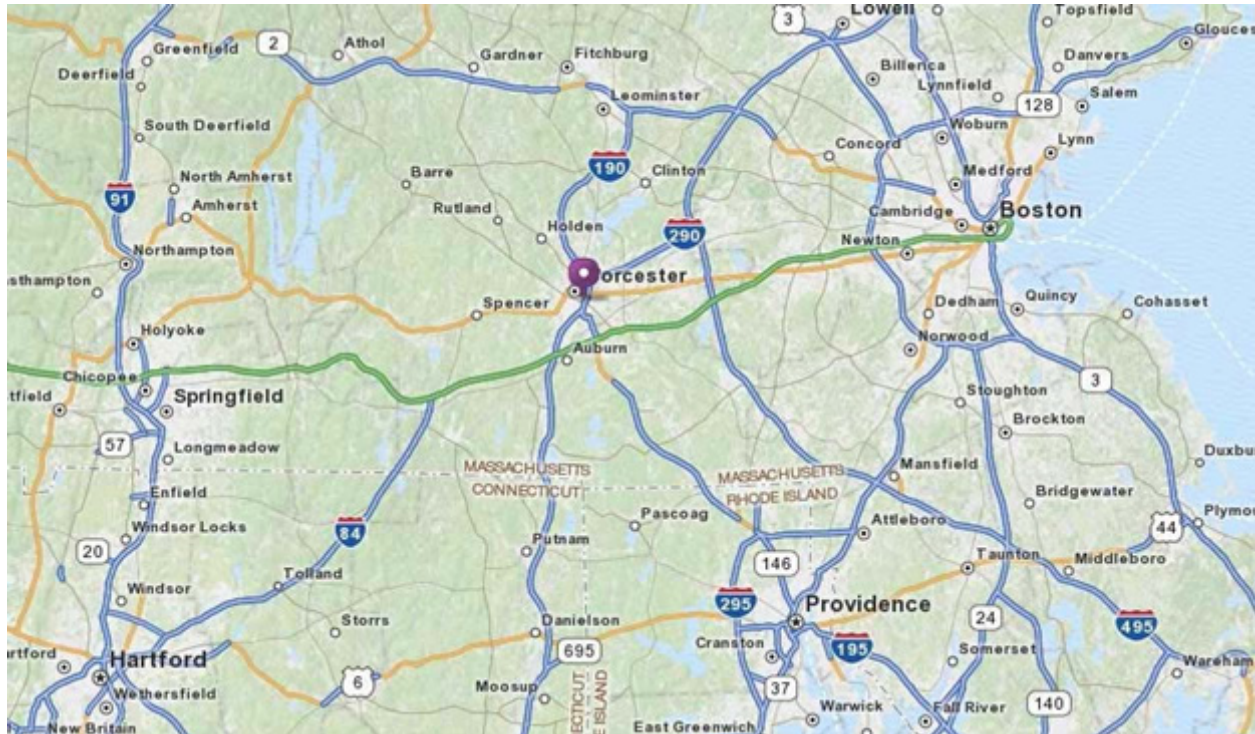 Lowell
3
Topsfield
Glouces
Greenfield
2
Athol
Gardner
Fitchburg
Billerica
Danvers
Deerfield
Lynnfield
Leominster
128
Salem
South Deerfield
Woburn
Lynn
Concord
190
Clinton
Medford
North Amherst
Barre
91
Amherst
Rutland
Holden
Cambridge
Boston
290
Newton
Northampton
sthampton
orcester
Spencer
Dedham
Quincy
Cohasset
Holyoke
Auburn
Norwood
Chicopee
3
tfield
Springfield
Stoughton
Brockton
57
Longmeadow
MASSACHUSETTS
CONNECTICUT
MASSACHUSETTS
RHODE ISLAND
Mansfield
Duxbu
Enfield
Bridgewater
Windsor Locks
84
Pascoag
Attleboro
44
Plymo
20
Putnam
Taunton
Middleboro
Tolland
146
Windsor
295
Providence
Storrs
Danielson
24
495
Cranston
195
artford
Hartford
695
Somerset
Wareham
6
Wethersfield
Moosup
37
140
New Britain
ECTICUT
E ISLAND
East Greenwich
Warwick
Fall River